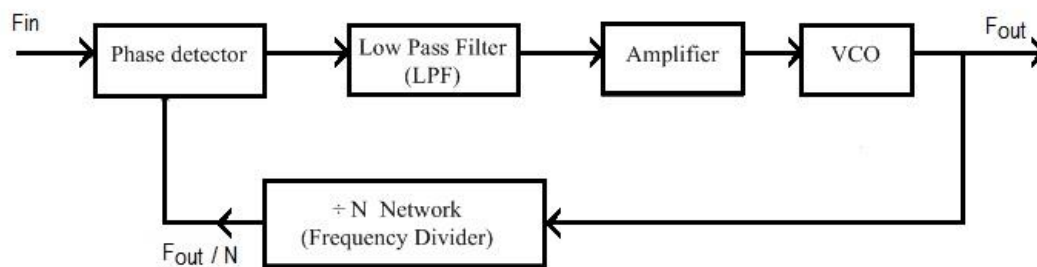 Fin
Phase detector
Low Pass Filter
(LPF)
Amplifier
VCO
Fout
÷ N Network
(Frequency Divider)
Fout / N